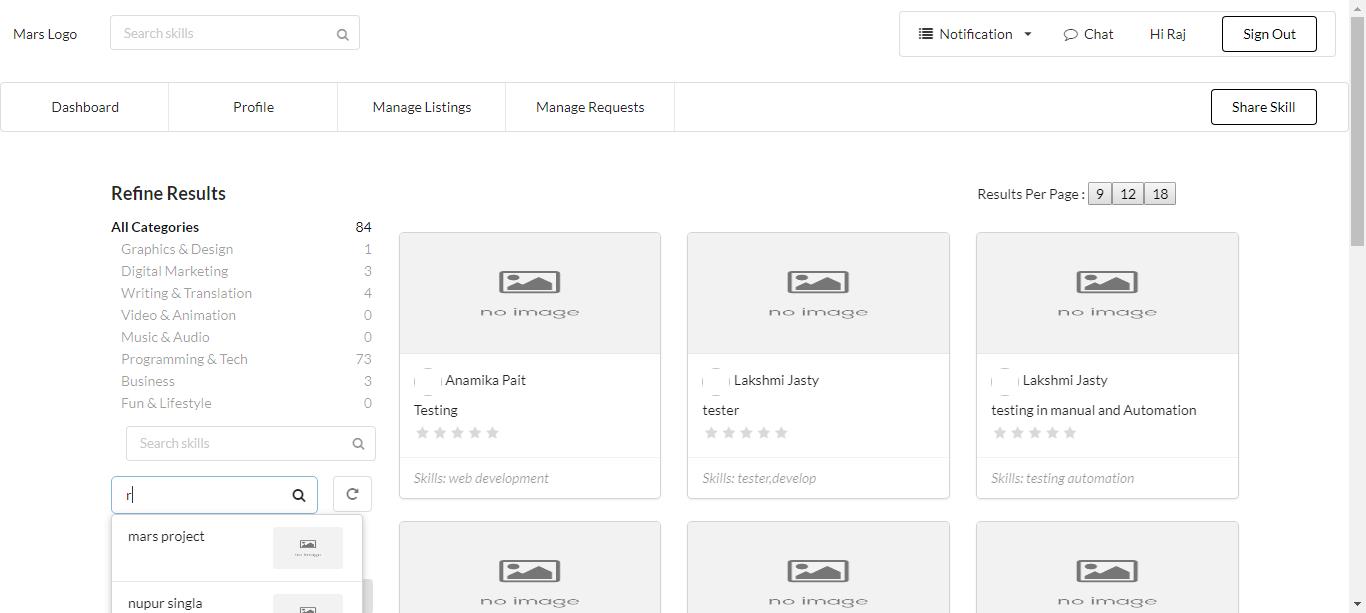 Mars Logo
Search skills
Notification
Chat
Hi Raj
Sign Out
Dashboard
Profile
Manage Listings
Manage Requests
Share Skill
Refine Results
Results Per Page : 9 12 18
All Categories 84
Graphics & Design 1
Digital Marketing 3
Writing & Translation 4
Video & Animation 0
Music & Audio 0
Programming & Tech 73
Business 3
Fun & Lifestyle 0
Search skills
r
mars project
no image
nupur singla
no image
Anamika Pait
Testing
Skills: web development
no image
Lakshmi Jasty
tester
Skills: tester,develop
no image
Lakshmi Jasty
testing in manual and Automation
Skills: testing automation
no image
no image
no image